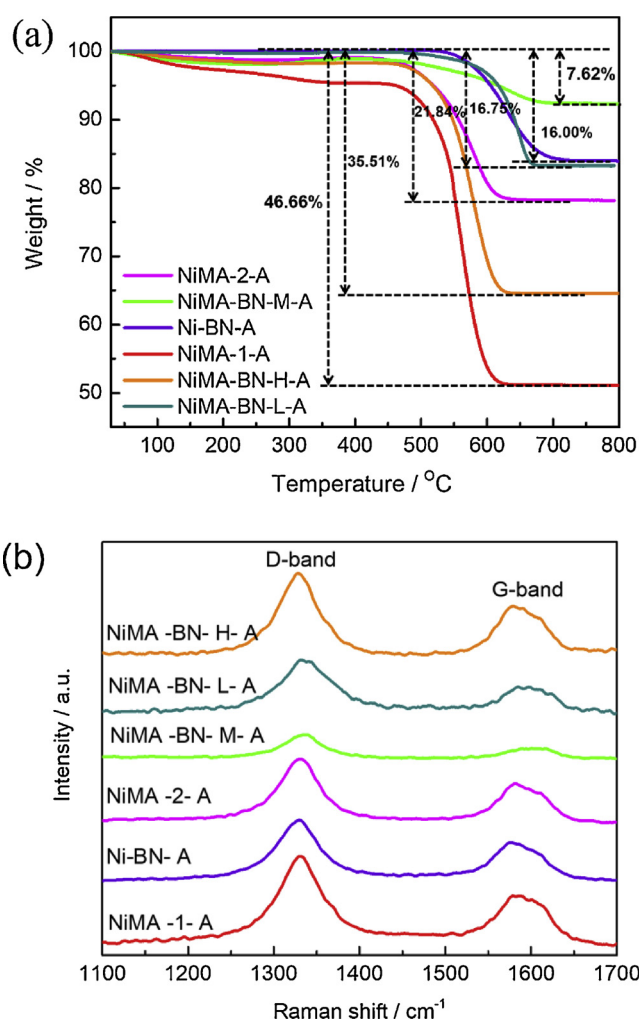 (a)
100
90
80
70
60
50
Weight / %
7.62%
16.75%
21.84%
16.00%
35.51%
46.66%
NiMA-2-A
NiMA-BN-M-A
Ni-BN-A
NiMA-1-A
NiMA-BN-H-A
NiMA-BN-L-A
100 200 300 400 500 600 700 800
Temperature / °C
(b)
D-band
G-band
NiMA -BN- H- A
NiMA -BN- L- A
NiMA -BN- M- A
NiMA -2- A
Ni-BN- A
NiMA -1- A
Intensity / a.u.
1100 1200 1300 1400 1500 1600 1700
Raman shift / cm⁻¹